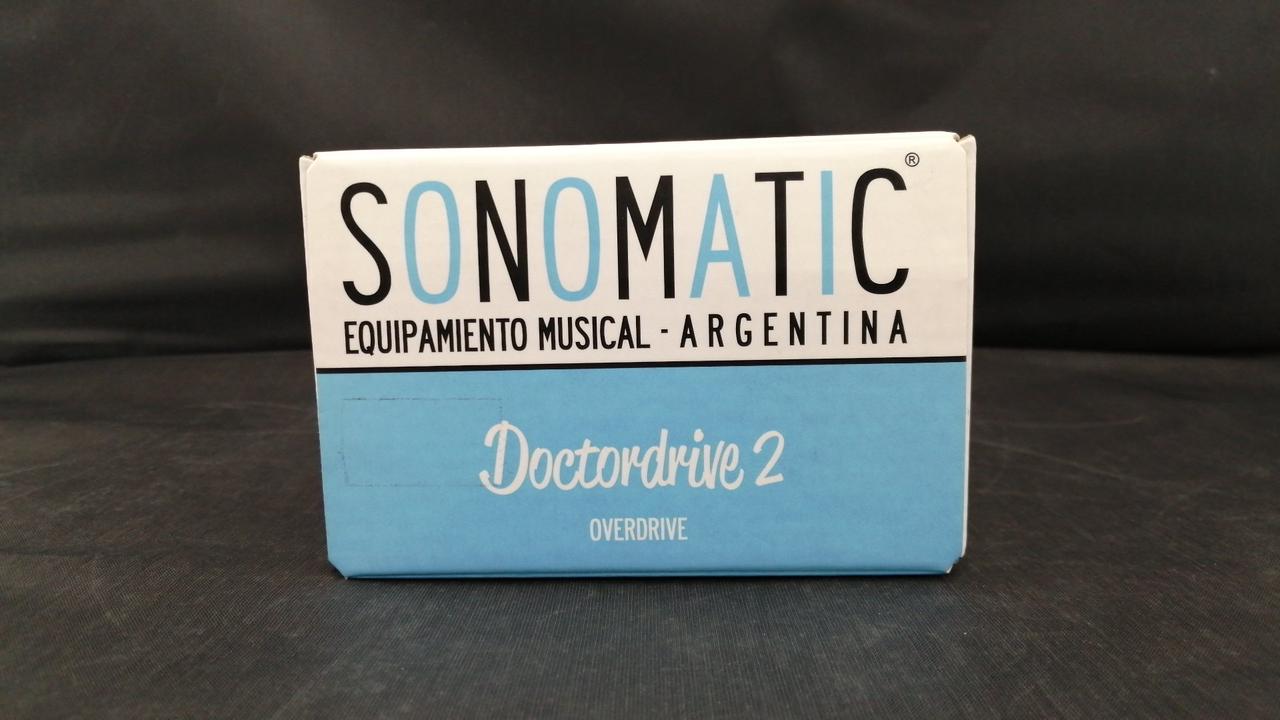 SONOMATIC®
EQUIPAMIENTO MUSICAL - ARGENTINA
Doctordrive 2
OVERDRIVE